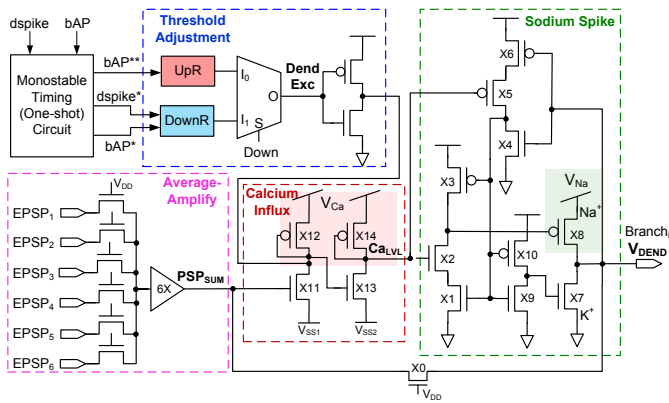 dspike
bAP
Threshold
Adjustment
Sodium Spike
Monostable
Timing
(One-shot)
Circuit
bAP**
dspike*
bAP*
UpR
DownR
I0
I1
S
O
Down
Dend
Exc
X6
X5
X4
X3
VNa
Na+
X8
X10
X2
X1
X9
X7
K+
Branchi
VDEND
Average-
Amplify
VDD
EPSP1
EPSP2
EPSP3
EPSP4
EPSP5
EPSP6
6X
PSPSUM
Calcium
Influx
VCa
X12
X14
CaLVL
X11
X13
VSS1
VSS2
X0
VDD